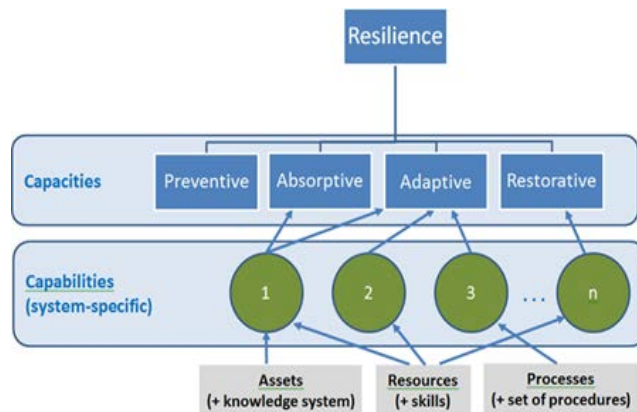 Resilience
Capacities
Preventive
Absorptive
Adaptive
Restorative
Capabilities
(system-specific)
1
2
3
...
n
Assets
(+ knowledge system)
Resources
(+ skills)
Processes
(+ set of procedures)